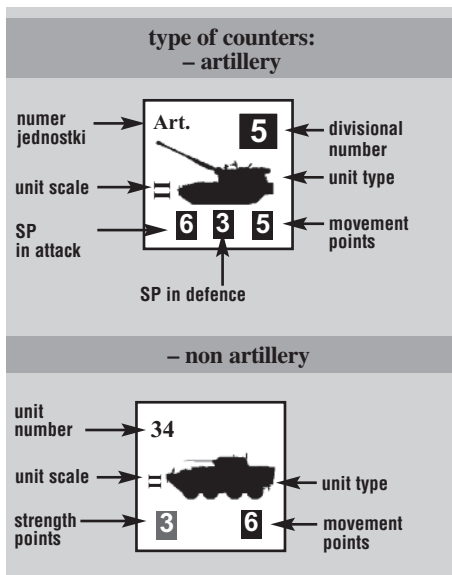 type of counters:
– artillery
numer
jednostki
Art.
5
divisional
number
unit scale
II
unit type
SP
in attack
6 3 5
movement
points
SP in defence
– non artillery
unit
number
34
unit scale
II
unit type
strength
points
3
6
movement
points